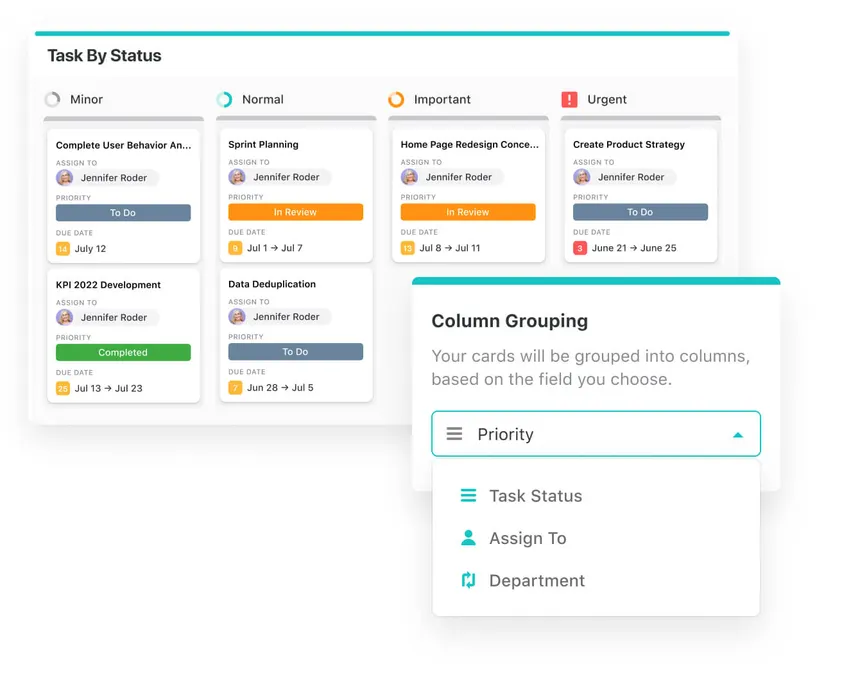 Task By Status
Minor
Complete User Behavior An...
ASSIGN TO
Jennifer Roder
PRIORITY
To Do
DUE DATE
14 July 12
KPI 2022 Development
ASSIGN TO
Jennifer Roder
PRIORITY
Completed
DUE DATE
25 Jul 13 → Jul 23
Normal
Sprint Planning
ASSIGN TO
Jennifer Roder
PRIORITY
In Review
DUE DATE
9 Jul 1 → Jul 7
Data Deduplication
ASSIGN TO
Jennifer Roder
PRIORITY
To Do
DUE DATE
7 Jun 28 → Jul 5
Important
Home Page Redesign Conce...
ASSIGN TO
Jennifer Roder
PRIORITY
In Review
DUE DATE
13 Jul 8 → Jul 11
! Urgent
Create Product Strategy
ASSIGN TO
Jennifer Roder
PRIORITY
To Do
DUE DATE
3 June 21 → June 25
Column Grouping
Your cards will be grouped into columns,
based on the field you choose.
Priority
Task Status
Assign To
Department